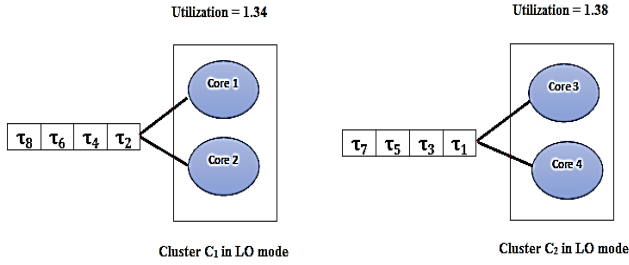 Utilization = 1.34
Core 1
τ8 τ6 τ4 τ2
Core 2
Cluster C1 in LO mode
Utilization = 1.38
Core 3
τ7 τ5 τ3 τ1
Core 4
Cluster C2 in LO mode